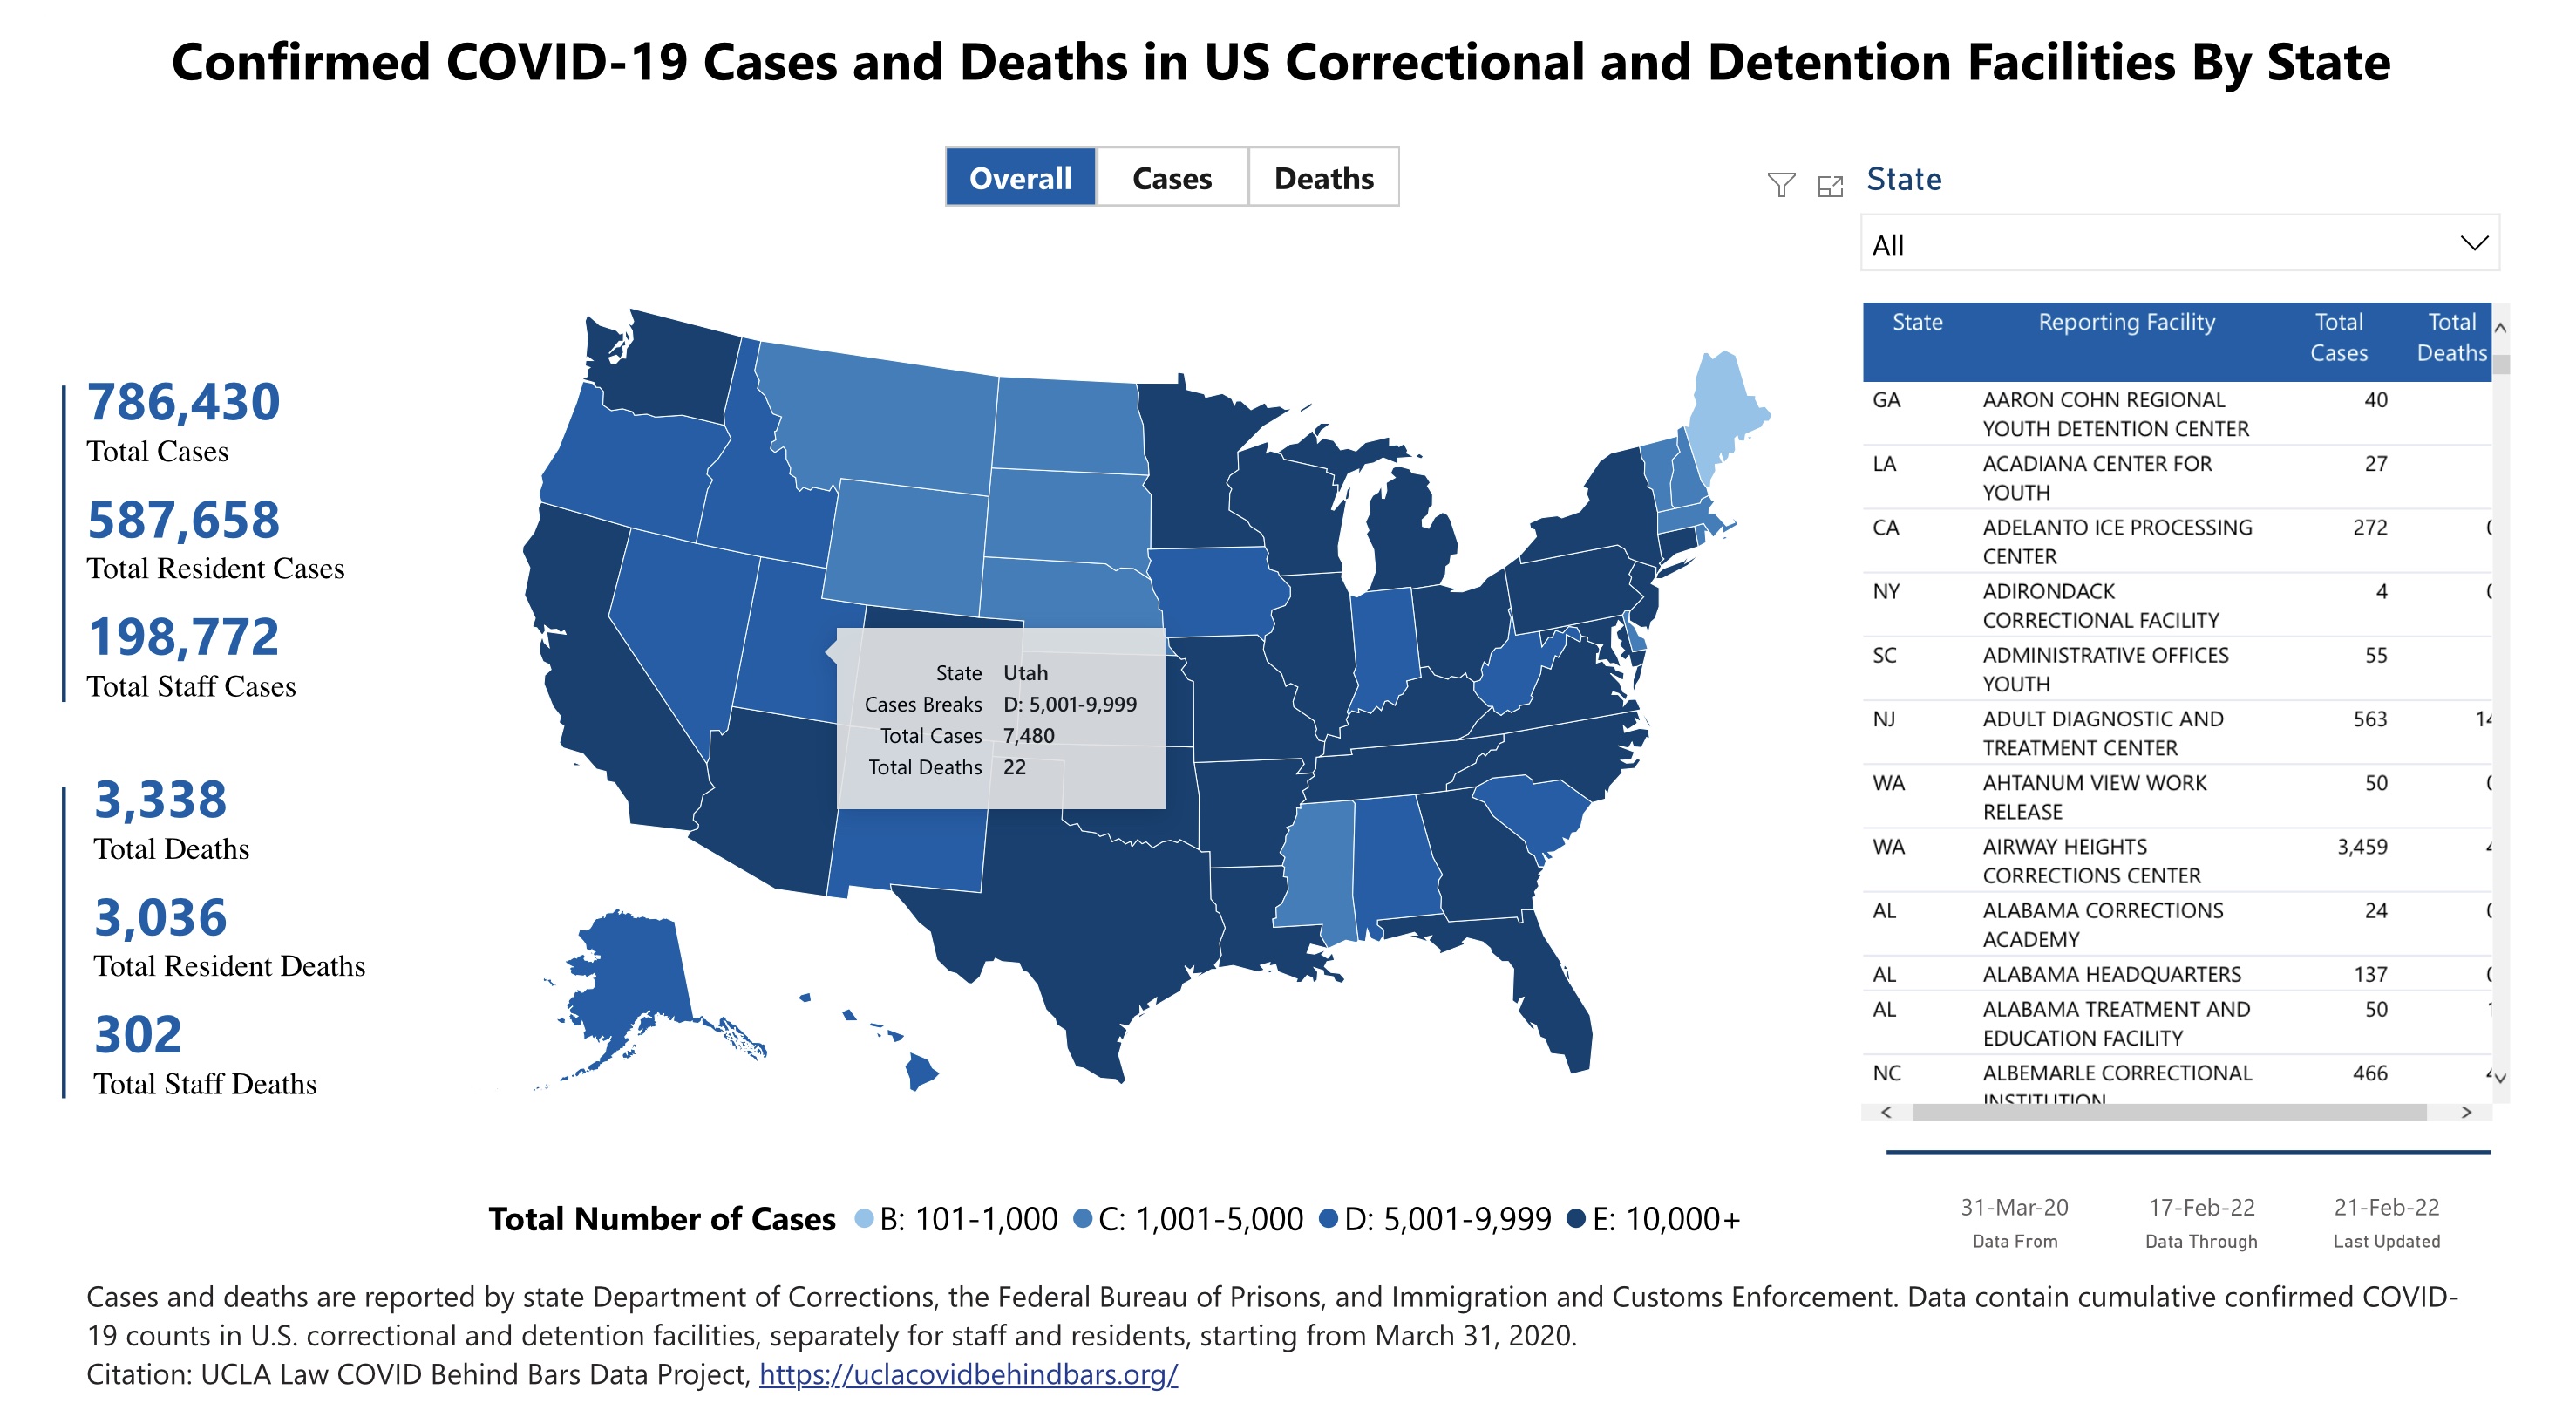 Confirmed COVID-19 Cases and Deaths in US Correctional and Detention Facilities By State
Overall Cases Deaths
State
All
786,430
Total Cases
587,658
Total Resident Cases
198,772
Total Staff Cases
3,338
Total Deaths
3,036
Total Resident Deaths
302
Total Staff Deaths
State Utah
Cases Breaks D: 5,001-9,999
Total Cases 7,480
Total Deaths 22
State Reporting Facility Total Total
Cases Deaths
GA AARON COHN REGIONAL 40
YOUTH DETENTION CENTER
LA ACADIANA CENTER FOR 27
YOUTH
CA ADELANTO ICE PROCESSING 272
CENTER
NY ADIRONDACK 4
CORRECTIONAL FACILITY
SC ADMINISTRATIVE OFFICES 55
YOUTH
NJ ADULT DIAGNOSTIC AND 563 14
TREATMENT CENTER
WA AHTANUM VIEW WORK 50
RELEASE
WA AIRWAY HEIGHTS 3,459
CORRECTIONS CENTER
AL ALABAMA CORRECTIONS 24
ACADEMY
AL ALABAMA HEADQUARTERS 137
AL ALABAMA TREATMENT AND 50
EDUCATION FACILITY
NC ALBEMARLE CORRECTIONAL 466
INSTITUTION
31-Mar-20 17-Feb-22 21-Feb-22
Data From Data Through Last Updated
Total Number of Cases B: 101-1,000 C: 1,001-5,000 D: 5,001-9,999 E: 10,000+
Cases and deaths are reported by state Department of Corrections, the Federal Bureau of Prisons, and Immigration and Customs Enforcement. Data contain cumulative confirmed COVID-
19 counts in U.S. correctional and detention facilities, separately for staff and residents, starting from March 31, 2020.
Citation: UCLA Law COVID Behind Bars Data Project, https://uclacovidbehindbars.org/